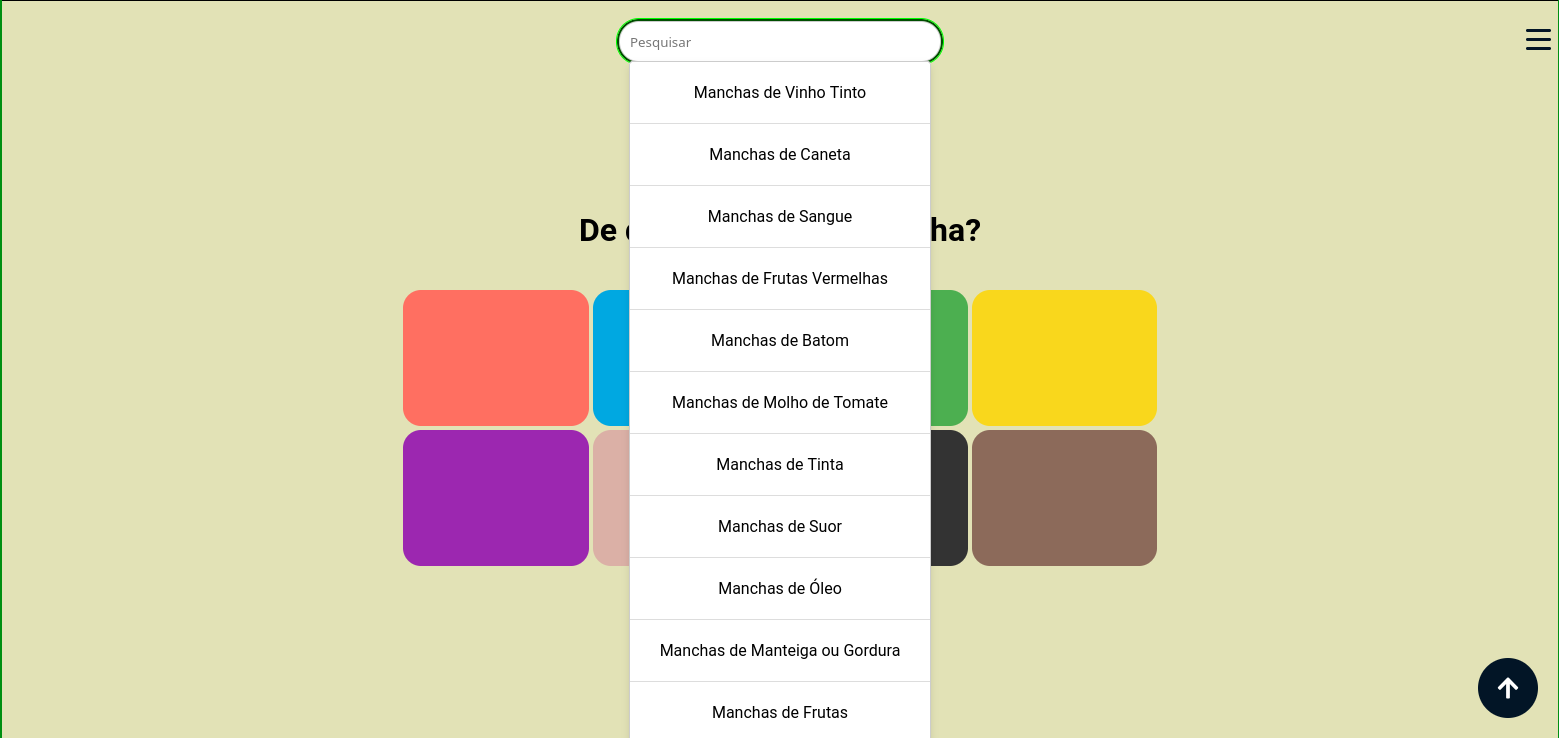 Pesquisar
Manchas de Vinho Tinto
Manchas de Caneta
Manchas de Sangue
De ha?
Manchas de Frutas Vermelhas
Manchas de Batom
Manchas de Molho de Tomate
Manchas de Tinta
Manchas de Suor
Manchas de Óleo
Manchas de Manteiga ou Gordura
Manchas de Frutas